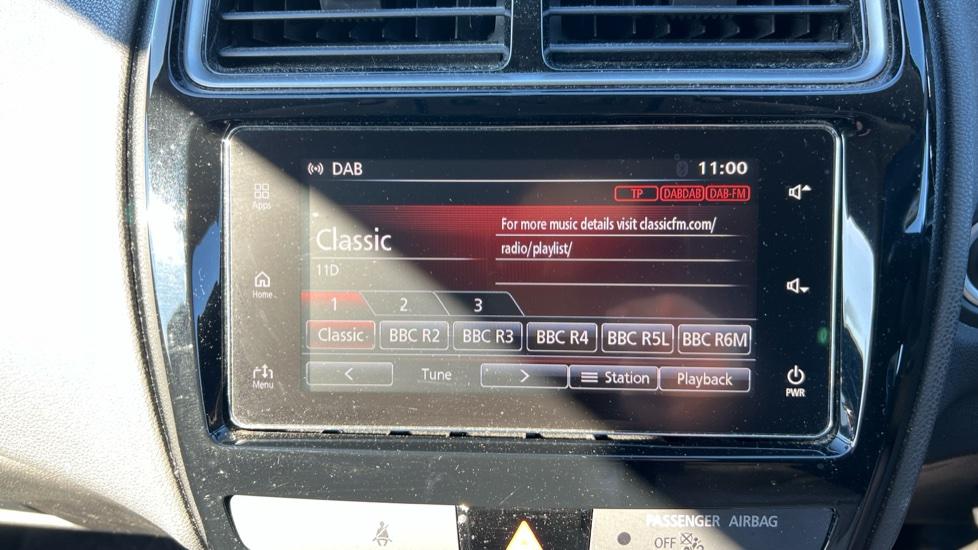 DAB 11:00
Apps TP DABDAB DAB-FM
Classic
11D
For more music details visit classicfm.com/
radio/playlist/
Home
1 2 3
Classic BBC R2 BBC R3 BBC R4 BBC R5L BBC R6M
Menu < Tune > Station Playback PWR
PASSENGER AIRBAG
OFF